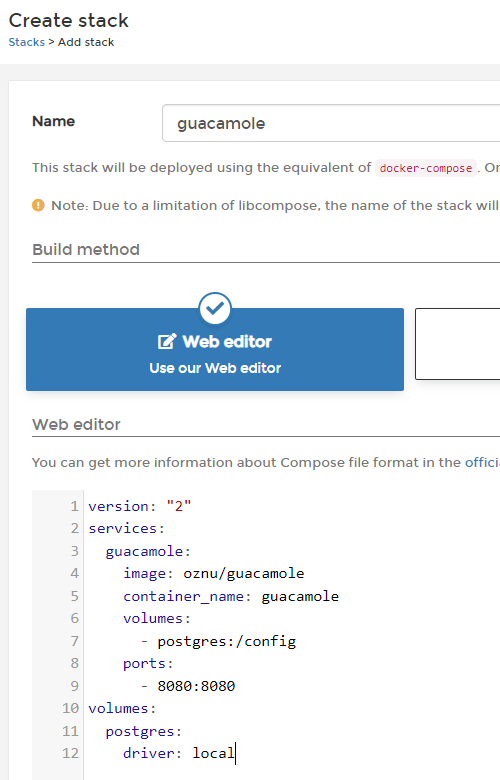 Create stack
Stacks > Add stack
Name
guacamole
This stack will be deployed using the equivalent of docker-compose . Or
Note: Due to a limitation of libcompose, the name of the stack will
Build method
Web editor
Use our Web editor
Web editor
You can get more information about Compose file format in the offici
1 version: "2"
2 services:
3   guacamole:
4     image: oznu/guacamole
5     container_name: guacamole
6     volumes:
7       - postgres:/config
8     ports:
9       - 8080:8080
10 volumes:
11   postgres:
12     driver: local